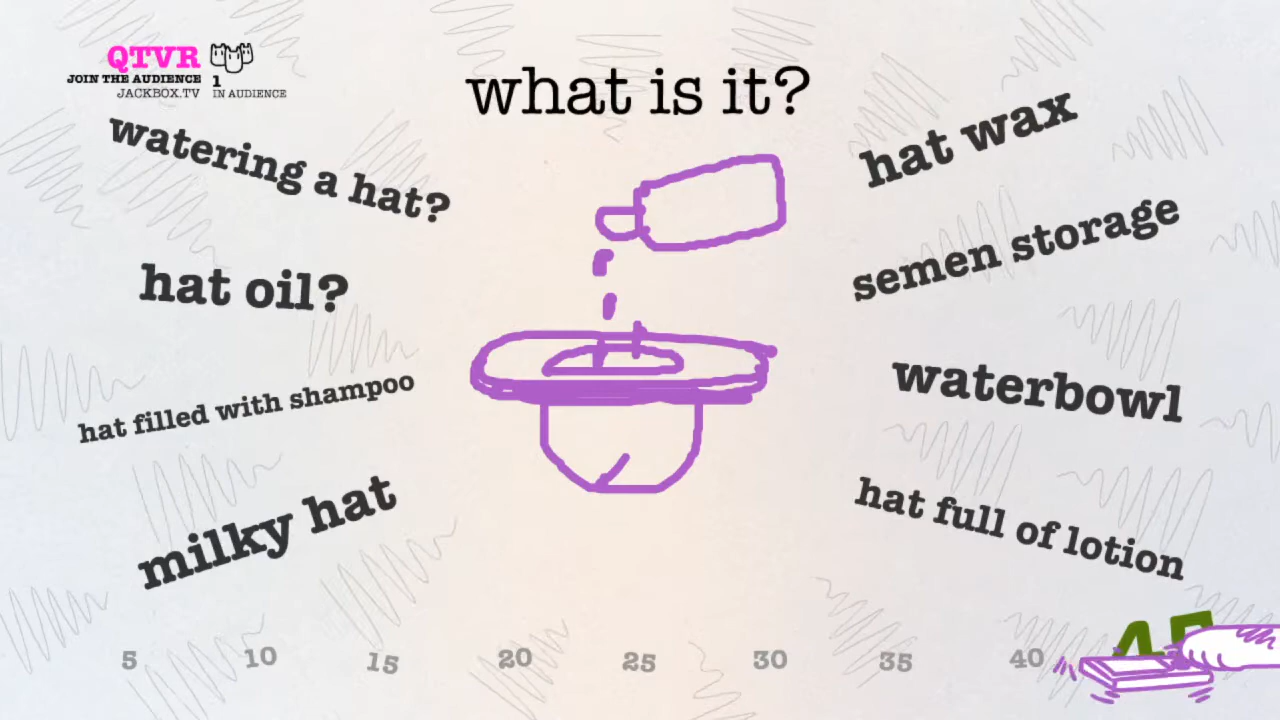 QTVR
JOIN THE AUDIENCE
JACKBOX.TV
1
IN AUDIENCE
what is it?
watering a hat?
hat oil?
hat filled with shampoo
milky hat
hat wax
semen storage
waterbowl
hat full of lotion
5 10 15 20 25 30 35 40